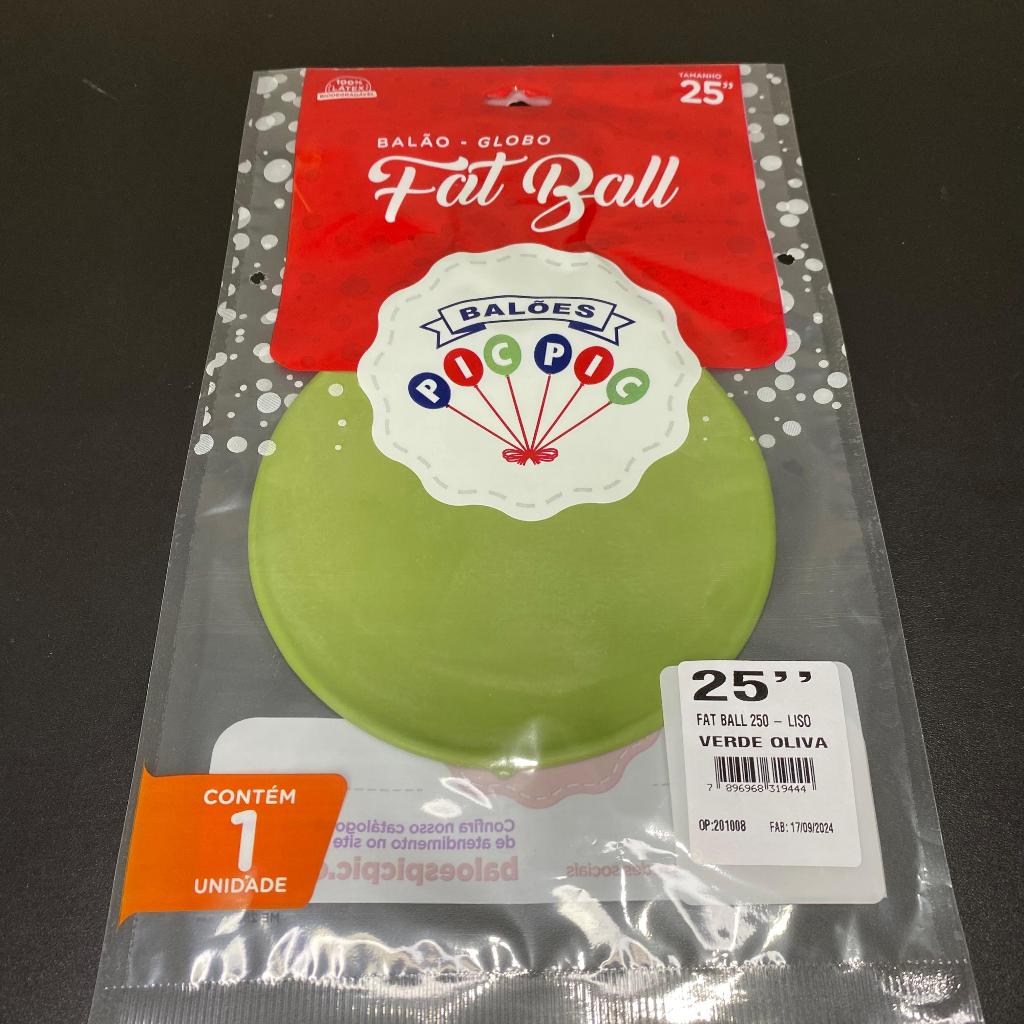 100%
LÁTEX
BIODEGRADÁVEL
TAMANHO
25”
BALÃO - GLOBO
Fat Ball
BALÕES
PIC PIC
25’’
FAT BALL 250 – LISO
VERDE OLIVA
7 896968 319444
OP:201008 FAB: 17/09/2024
CONTÉM
1
UNIDADE
Confira nosso catálogo
de atendimento no site
baloespicpic.c
sociais